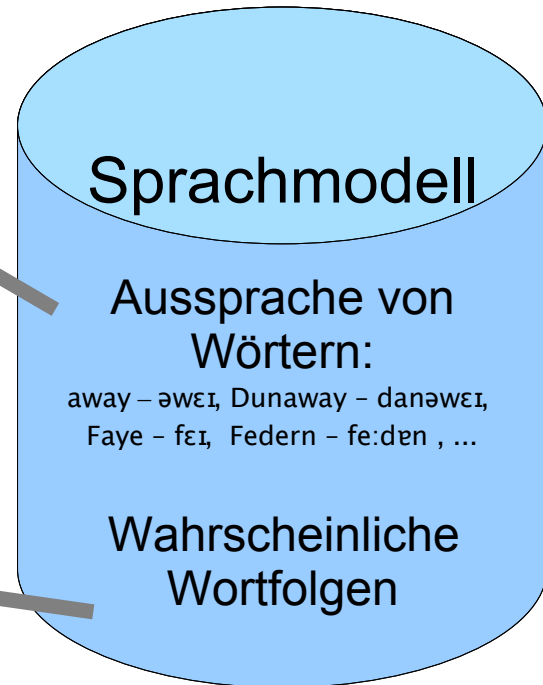 Sprachmodell
Aussprache von
Wörtern:
away – əwɛɪ, Dunaway – danəwɛɪ,
Faye – fɛɪ, Federn – fe:dɐn , ...
Wahrscheinliche
Wortfolgen